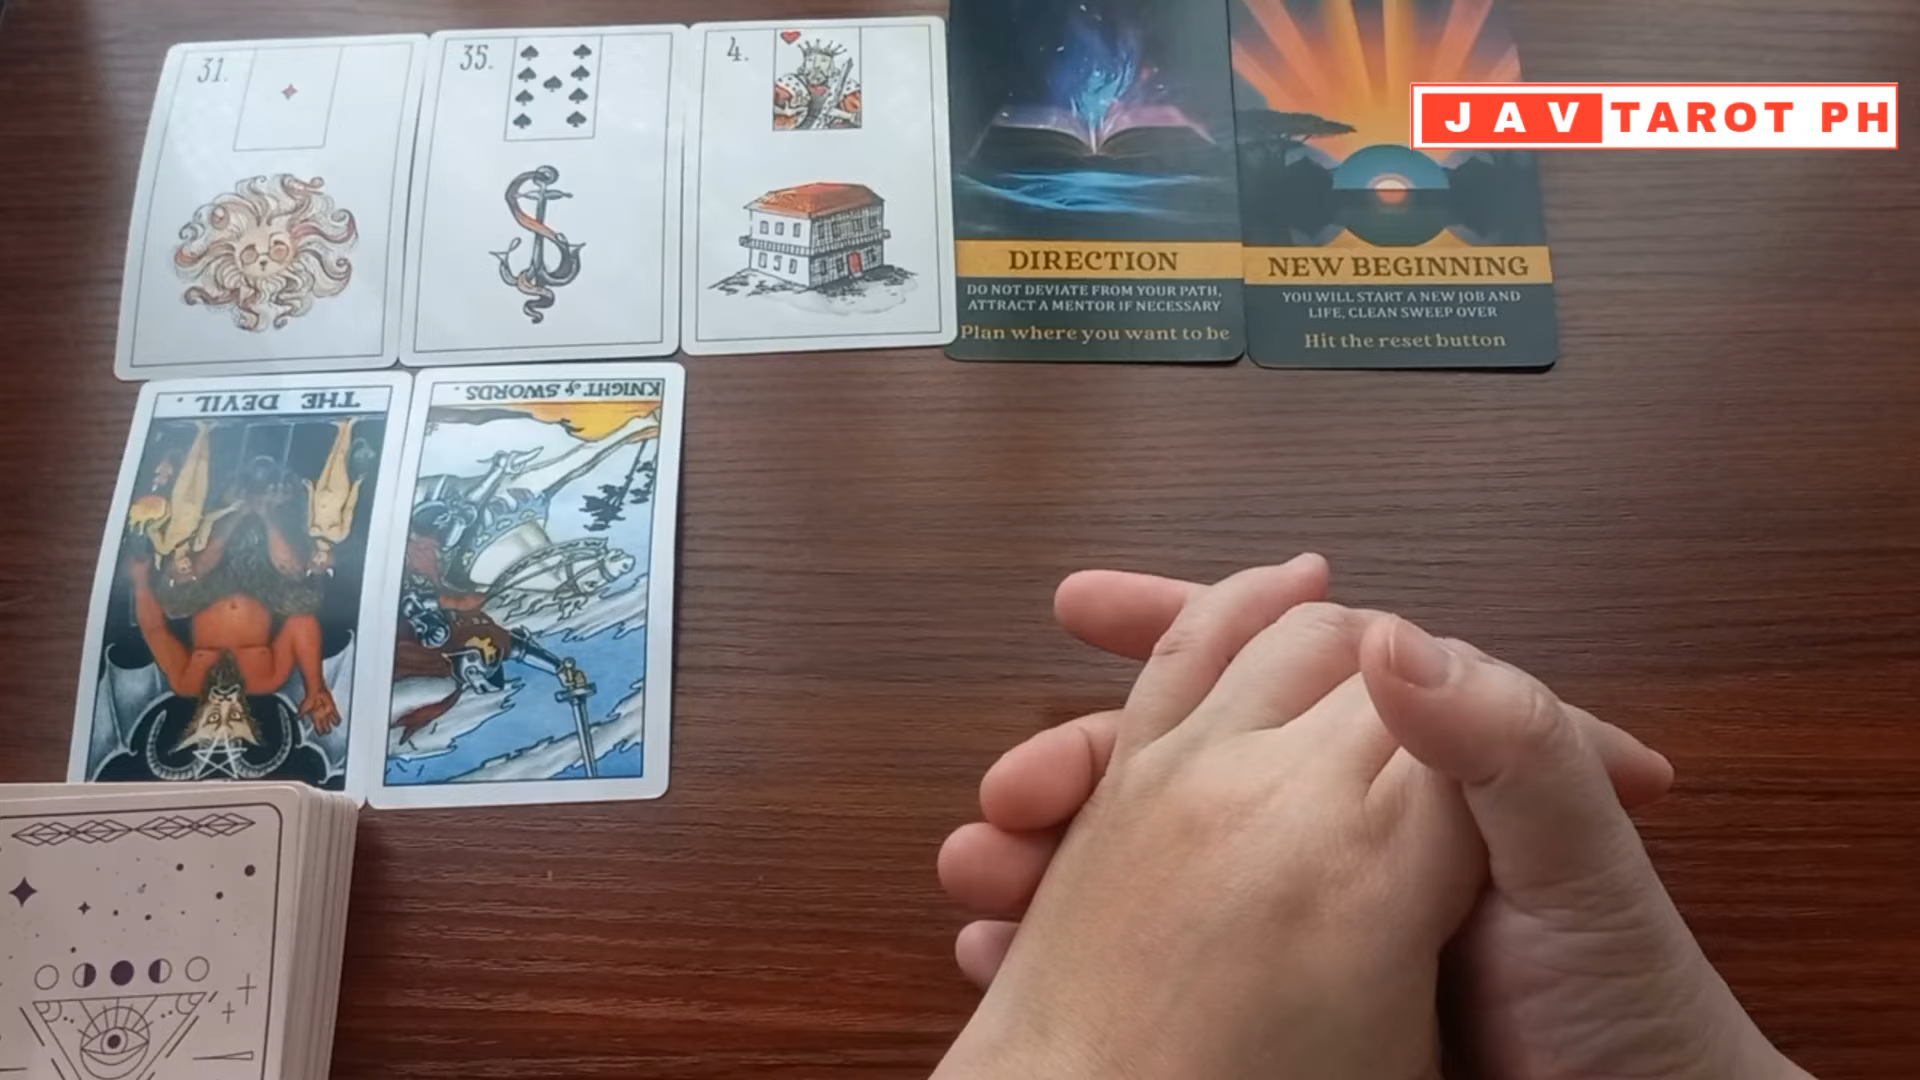 31.
35.
4.
JAV TAROT PH
DIRECTION
DO NOT DEVIATE FROM YOUR PATH,
ATTRACT A MENTOR IF NECESSARY
Plan where you want to be
NEW BEGINNING
YOU WILL START A NEW JOB AND
LIFE, CLEAN SWEEP OVER
Hit the reset button
THE DEVIL.
KNIGHT of SWORDS.